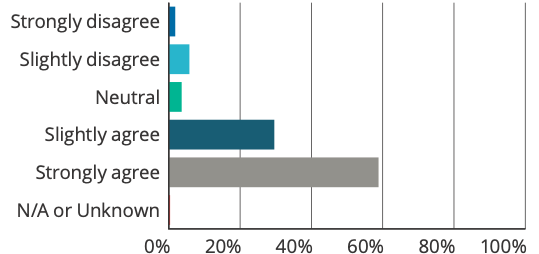 Strongly disagree
Slightly disagree
Neutral
Slightly agree
Strongly agree
N/A or Unknown
0% 20% 40% 60% 80% 100%